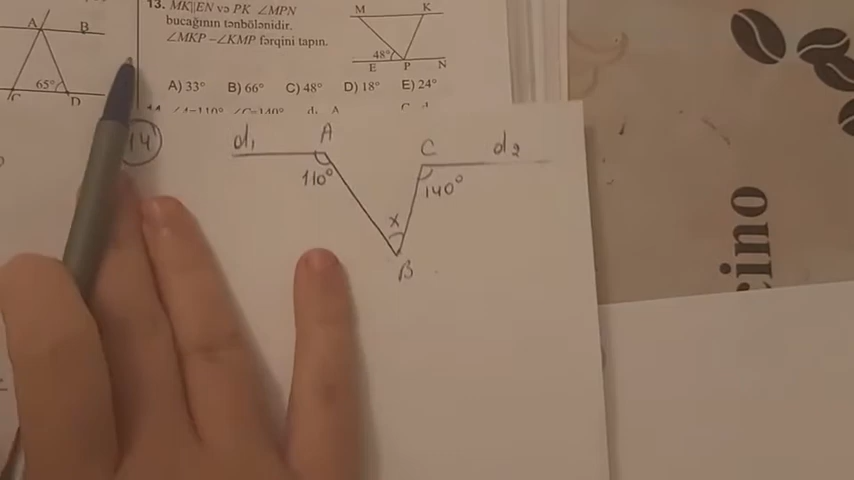 A B
65°
C D
13. MK||EN və PK ∠MPN
bucağının tənbölənidir.
∠MKP – ∠KMP fərqini tapın.
M K
48°
E P N
A) 33° B) 66° C) 48° D) 18° E) 24°
14
d₁ A
110°
C d₂
140°
x
B
cino